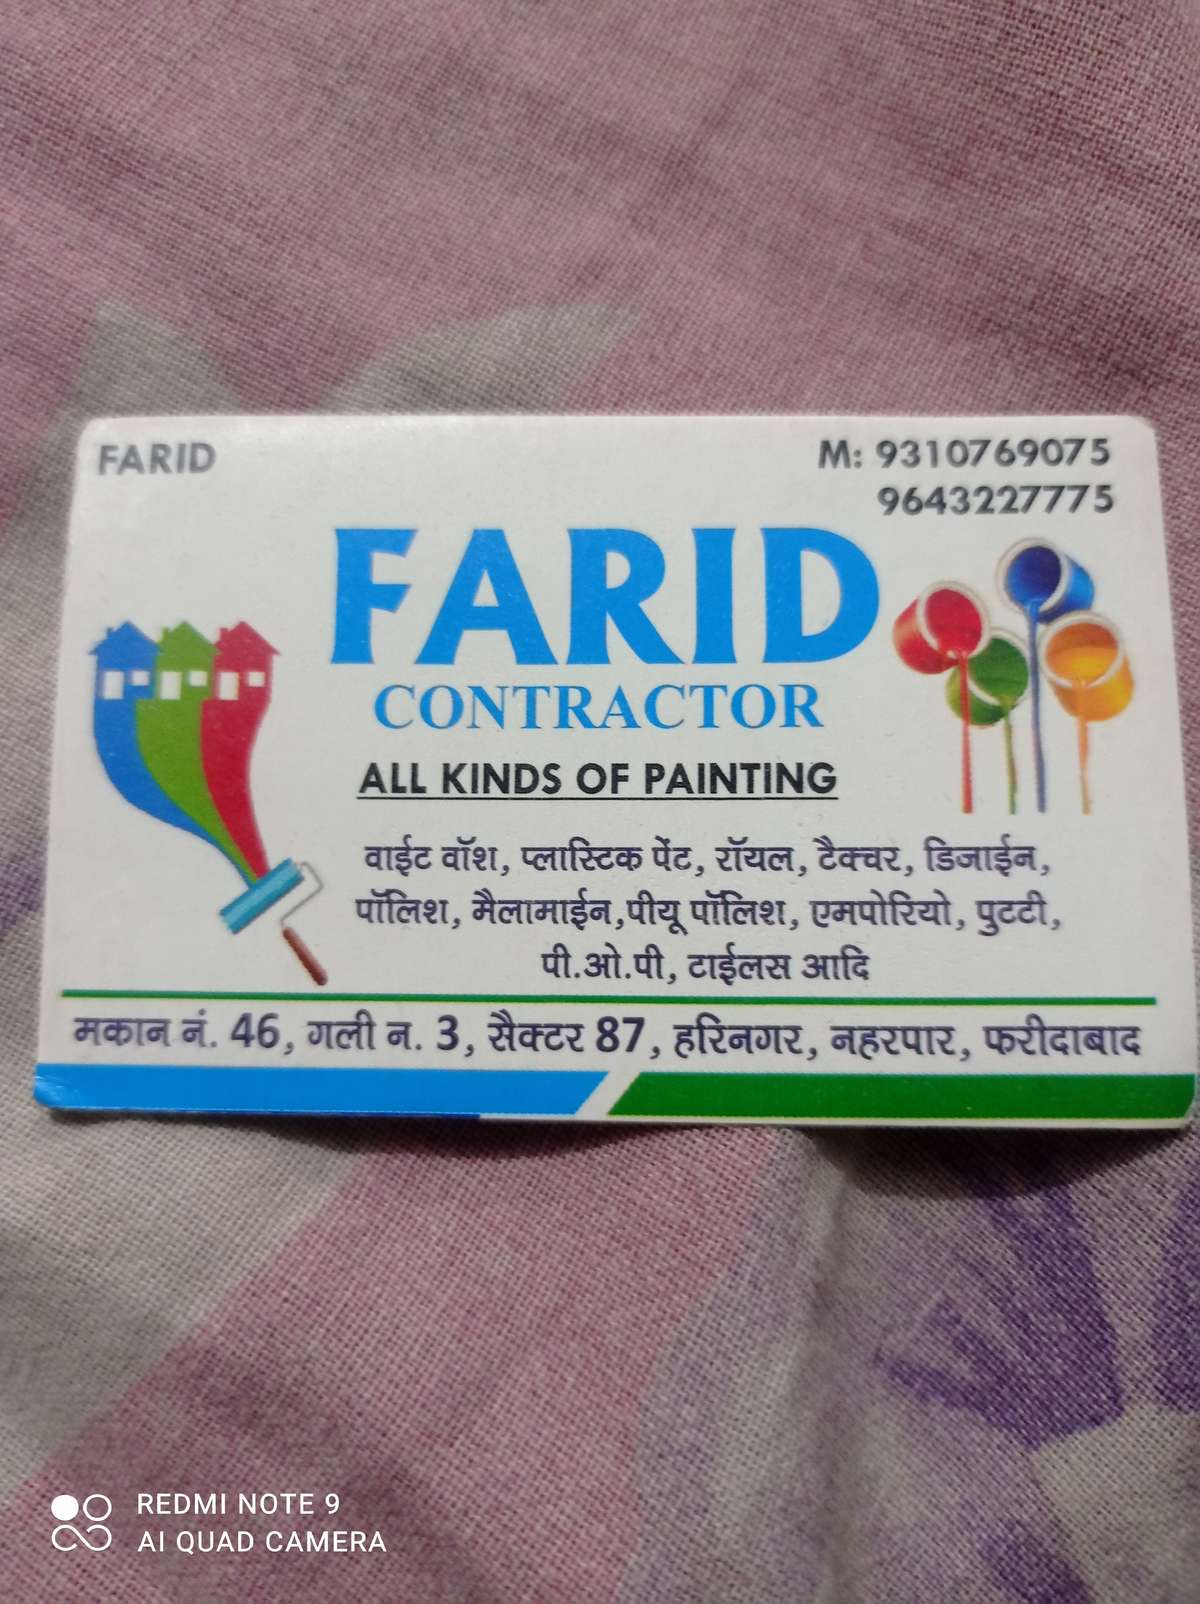 FARID
M: 9310769075
9643227775
FARID
CONTRACTOR
ALL KINDS OF PAINTING
वाईट वॉश, प्लास्टिक पेंट, रॉयल, टैक्चर, डिजाईन,
पॉलिश, मैलामाईन,पीयू पॉलिश, एमपोरियो, पुटटी,
पी.ओ.पी, टाईलस आदि
मकान नं. 46, गली न. 3, सैक्टर 87, हरिनगर, नहरपार, फरीदाबाद
REDMI NOTE 9
AI QUAD CAMERA